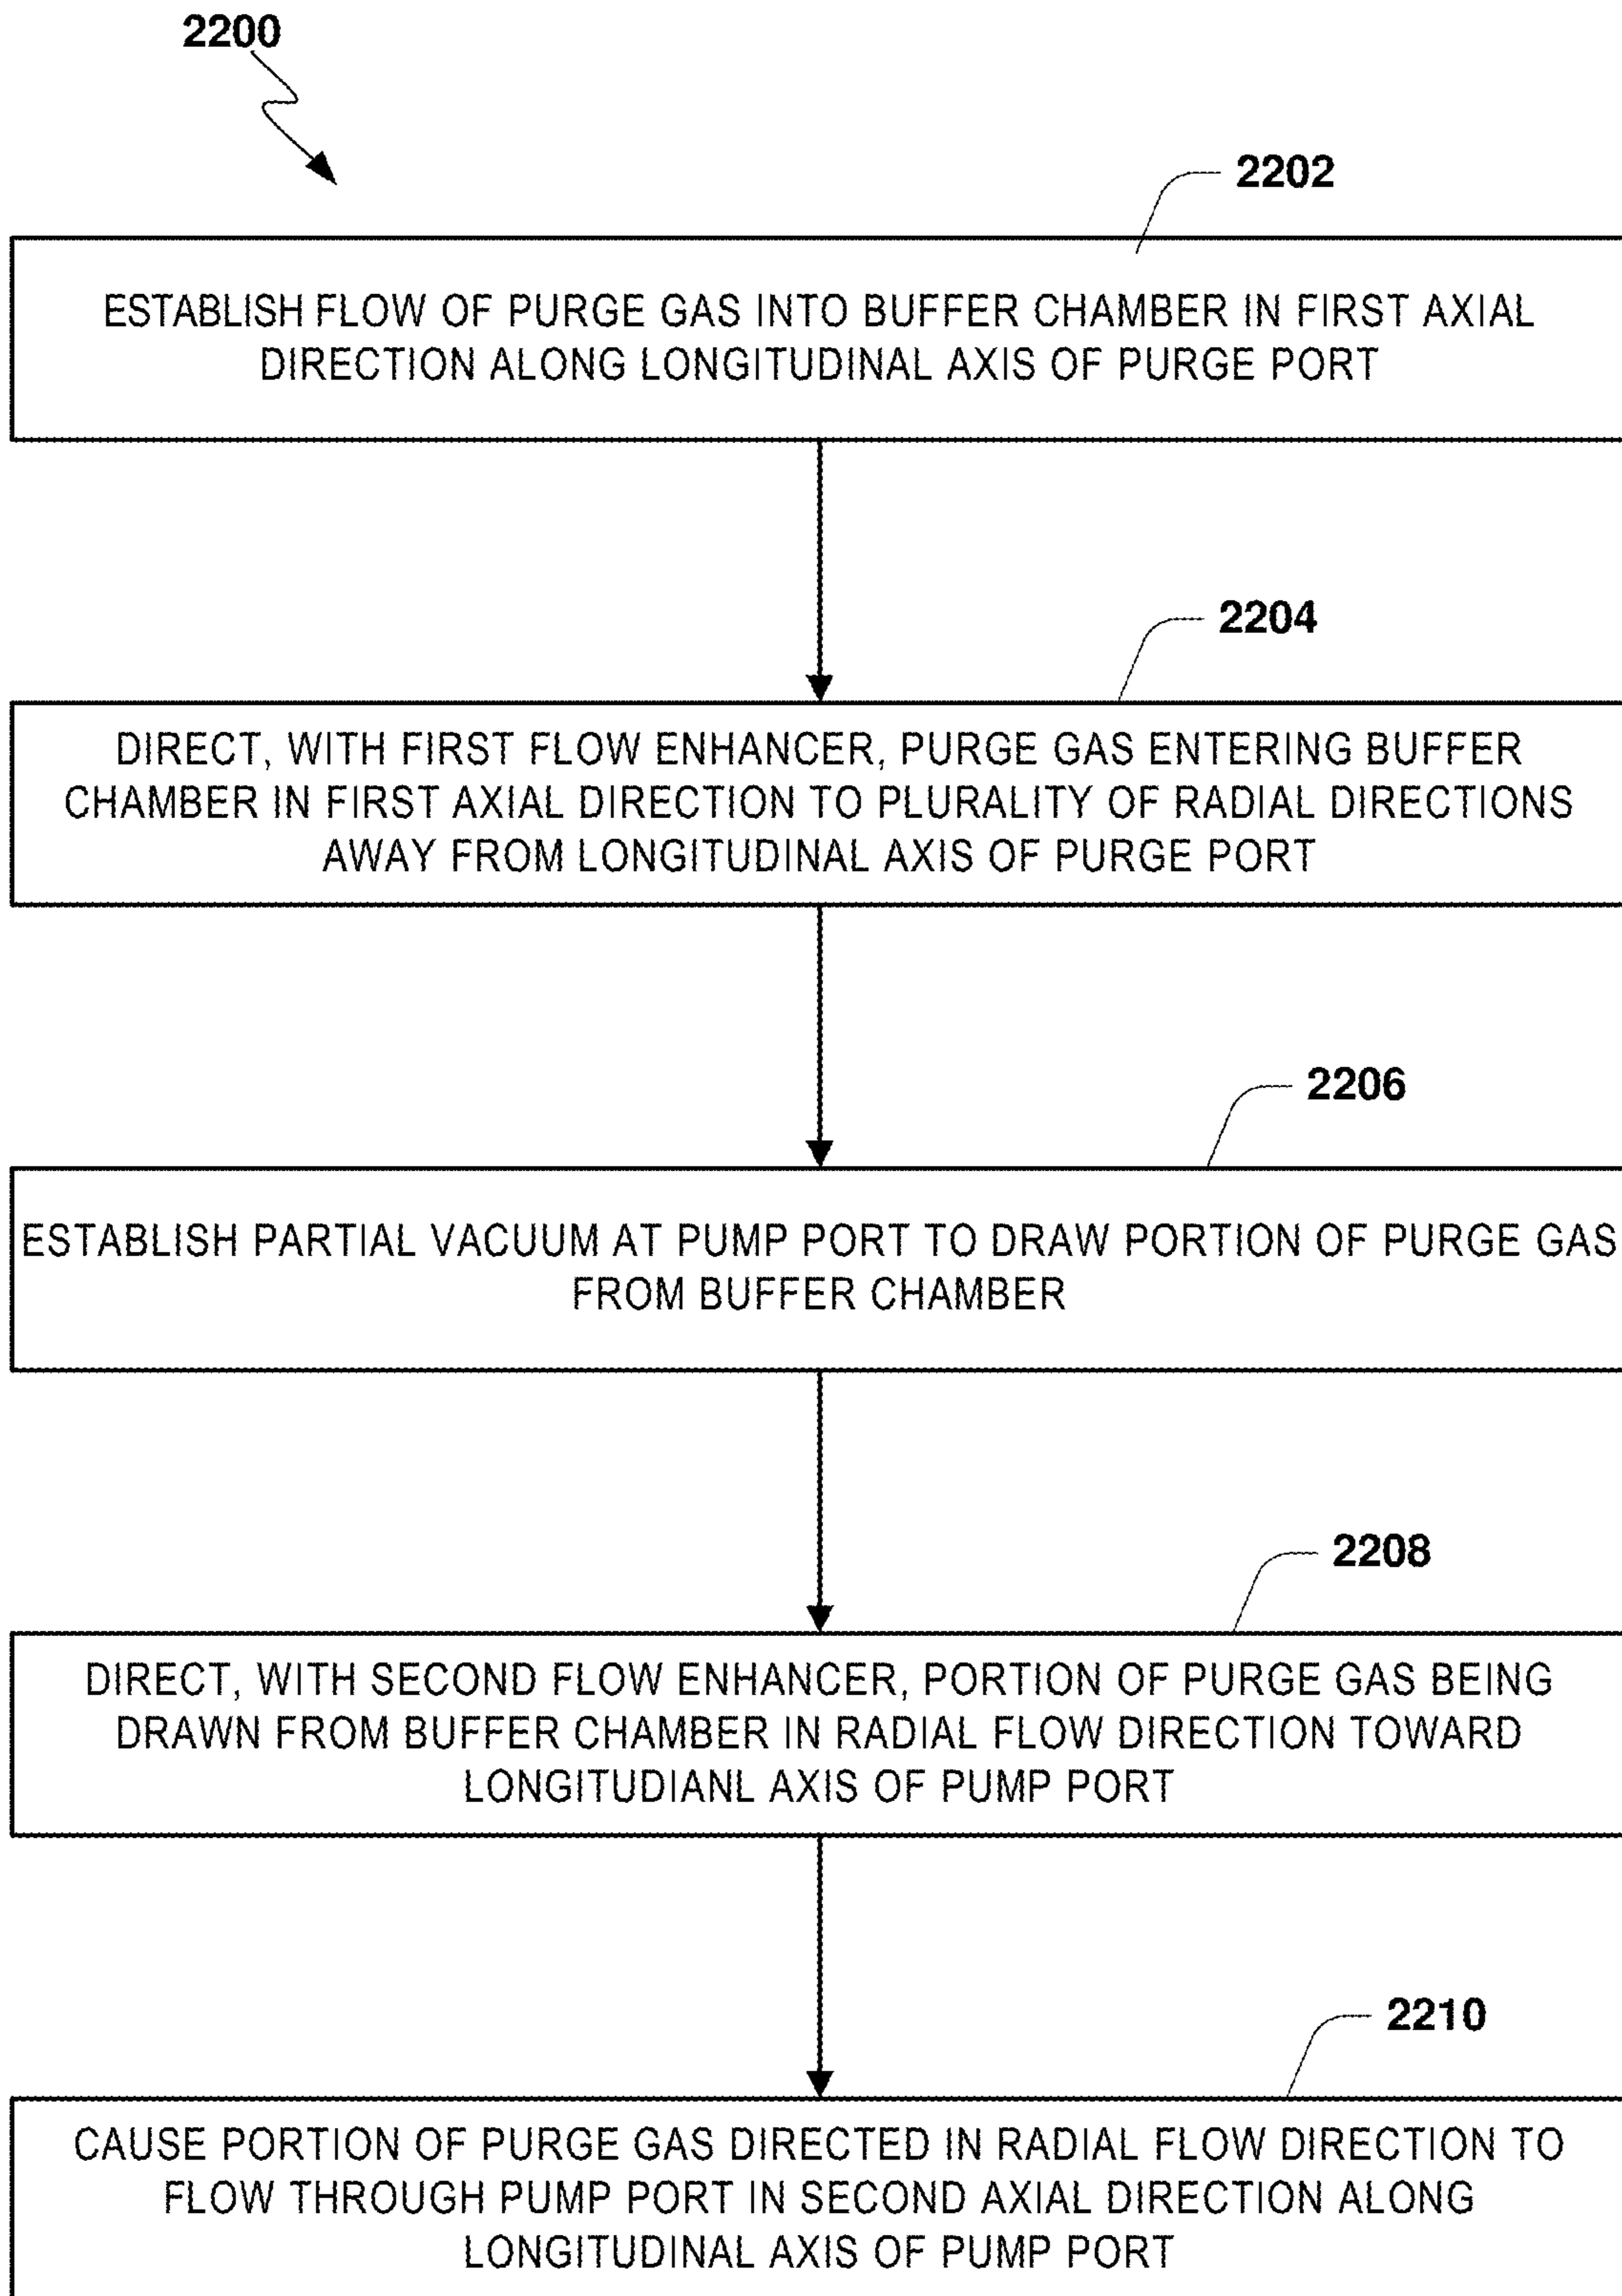 2200
2202
ESTABLISH FLOW OF PURGE GAS INTO BUFFER CHAMBER IN FIRST AXIAL
DIRECTION ALONG LONGITUDINAL AXIS OF PURGE PORT
2204
DIRECT, WITH FIRST FLOW ENHANCER, PURGE GAS ENTERING BUFFER
CHAMBER IN FIRST AXIAL DIRECTION TO PLURALITY OF RADIAL DIRECTIONS
AWAY FROM LONGITUDINAL AXIS OF PURGE PORT
2206
ESTABLISH PARTIAL VACUUM AT PUMP PORT TO DRAW PORTION OF PURGE GAS
FROM BUFFER CHAMBER
2208
DIRECT, WITH SECOND FLOW ENHANCER, PORTION OF PURGE GAS BEING
DRAWN FROM BUFFER CHAMBER IN RADIAL FLOW DIRECTION TOWARD
LONGITUDIANL AXIS OF PUMP PORT
2210
CAUSE PORTION OF PURGE GAS DIRECTED IN RADIAL FLOW DIRECTION TO
FLOW THROUGH PUMP PORT IN SECOND AXIAL DIRECTION ALONG
LONGITUDINAL AXIS OF PUMP PORT